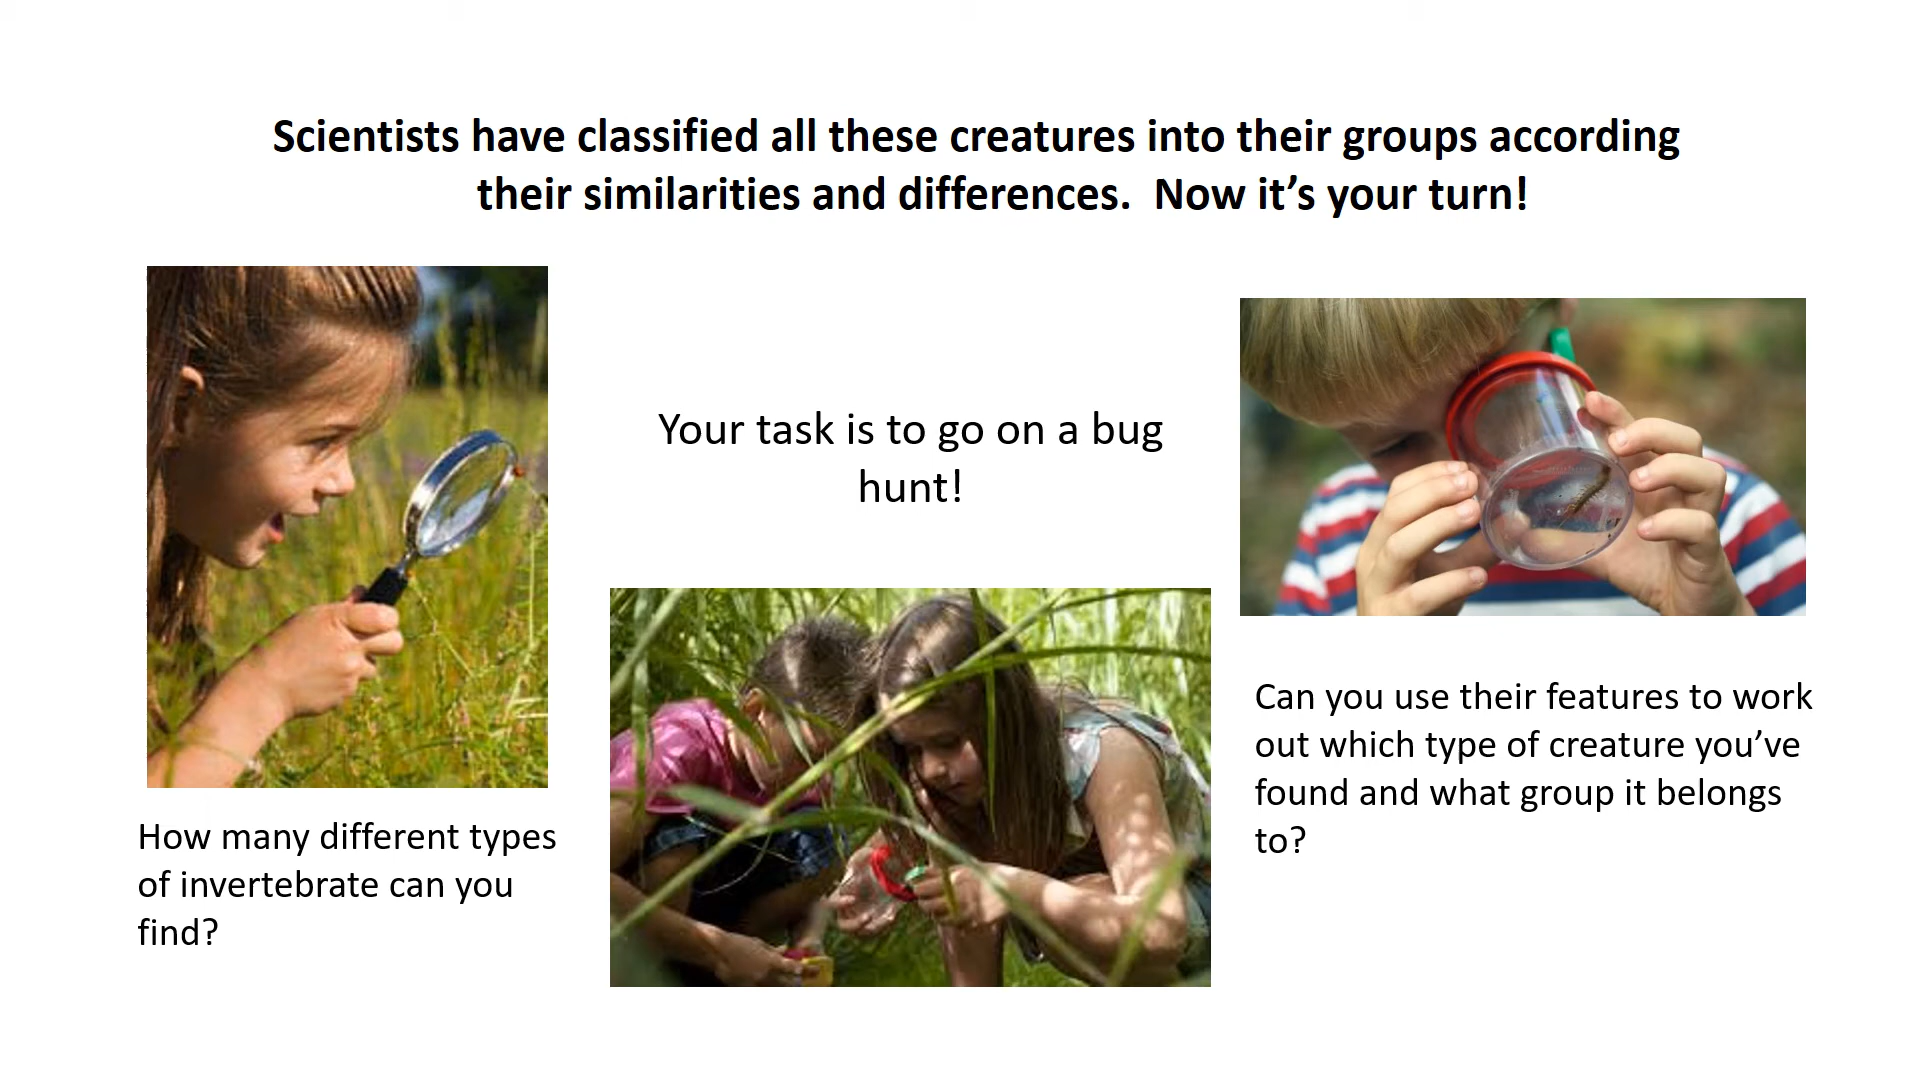 Scientists have classified all these creatures into their groups according
their similarities and differences.  Now it’s your turn!
Your task is to go on a bug
hunt!
How many different types
of invertebrate can you
find?
Can you use their features to work
out which type of creature you’ve
found and what group it belongs
to?